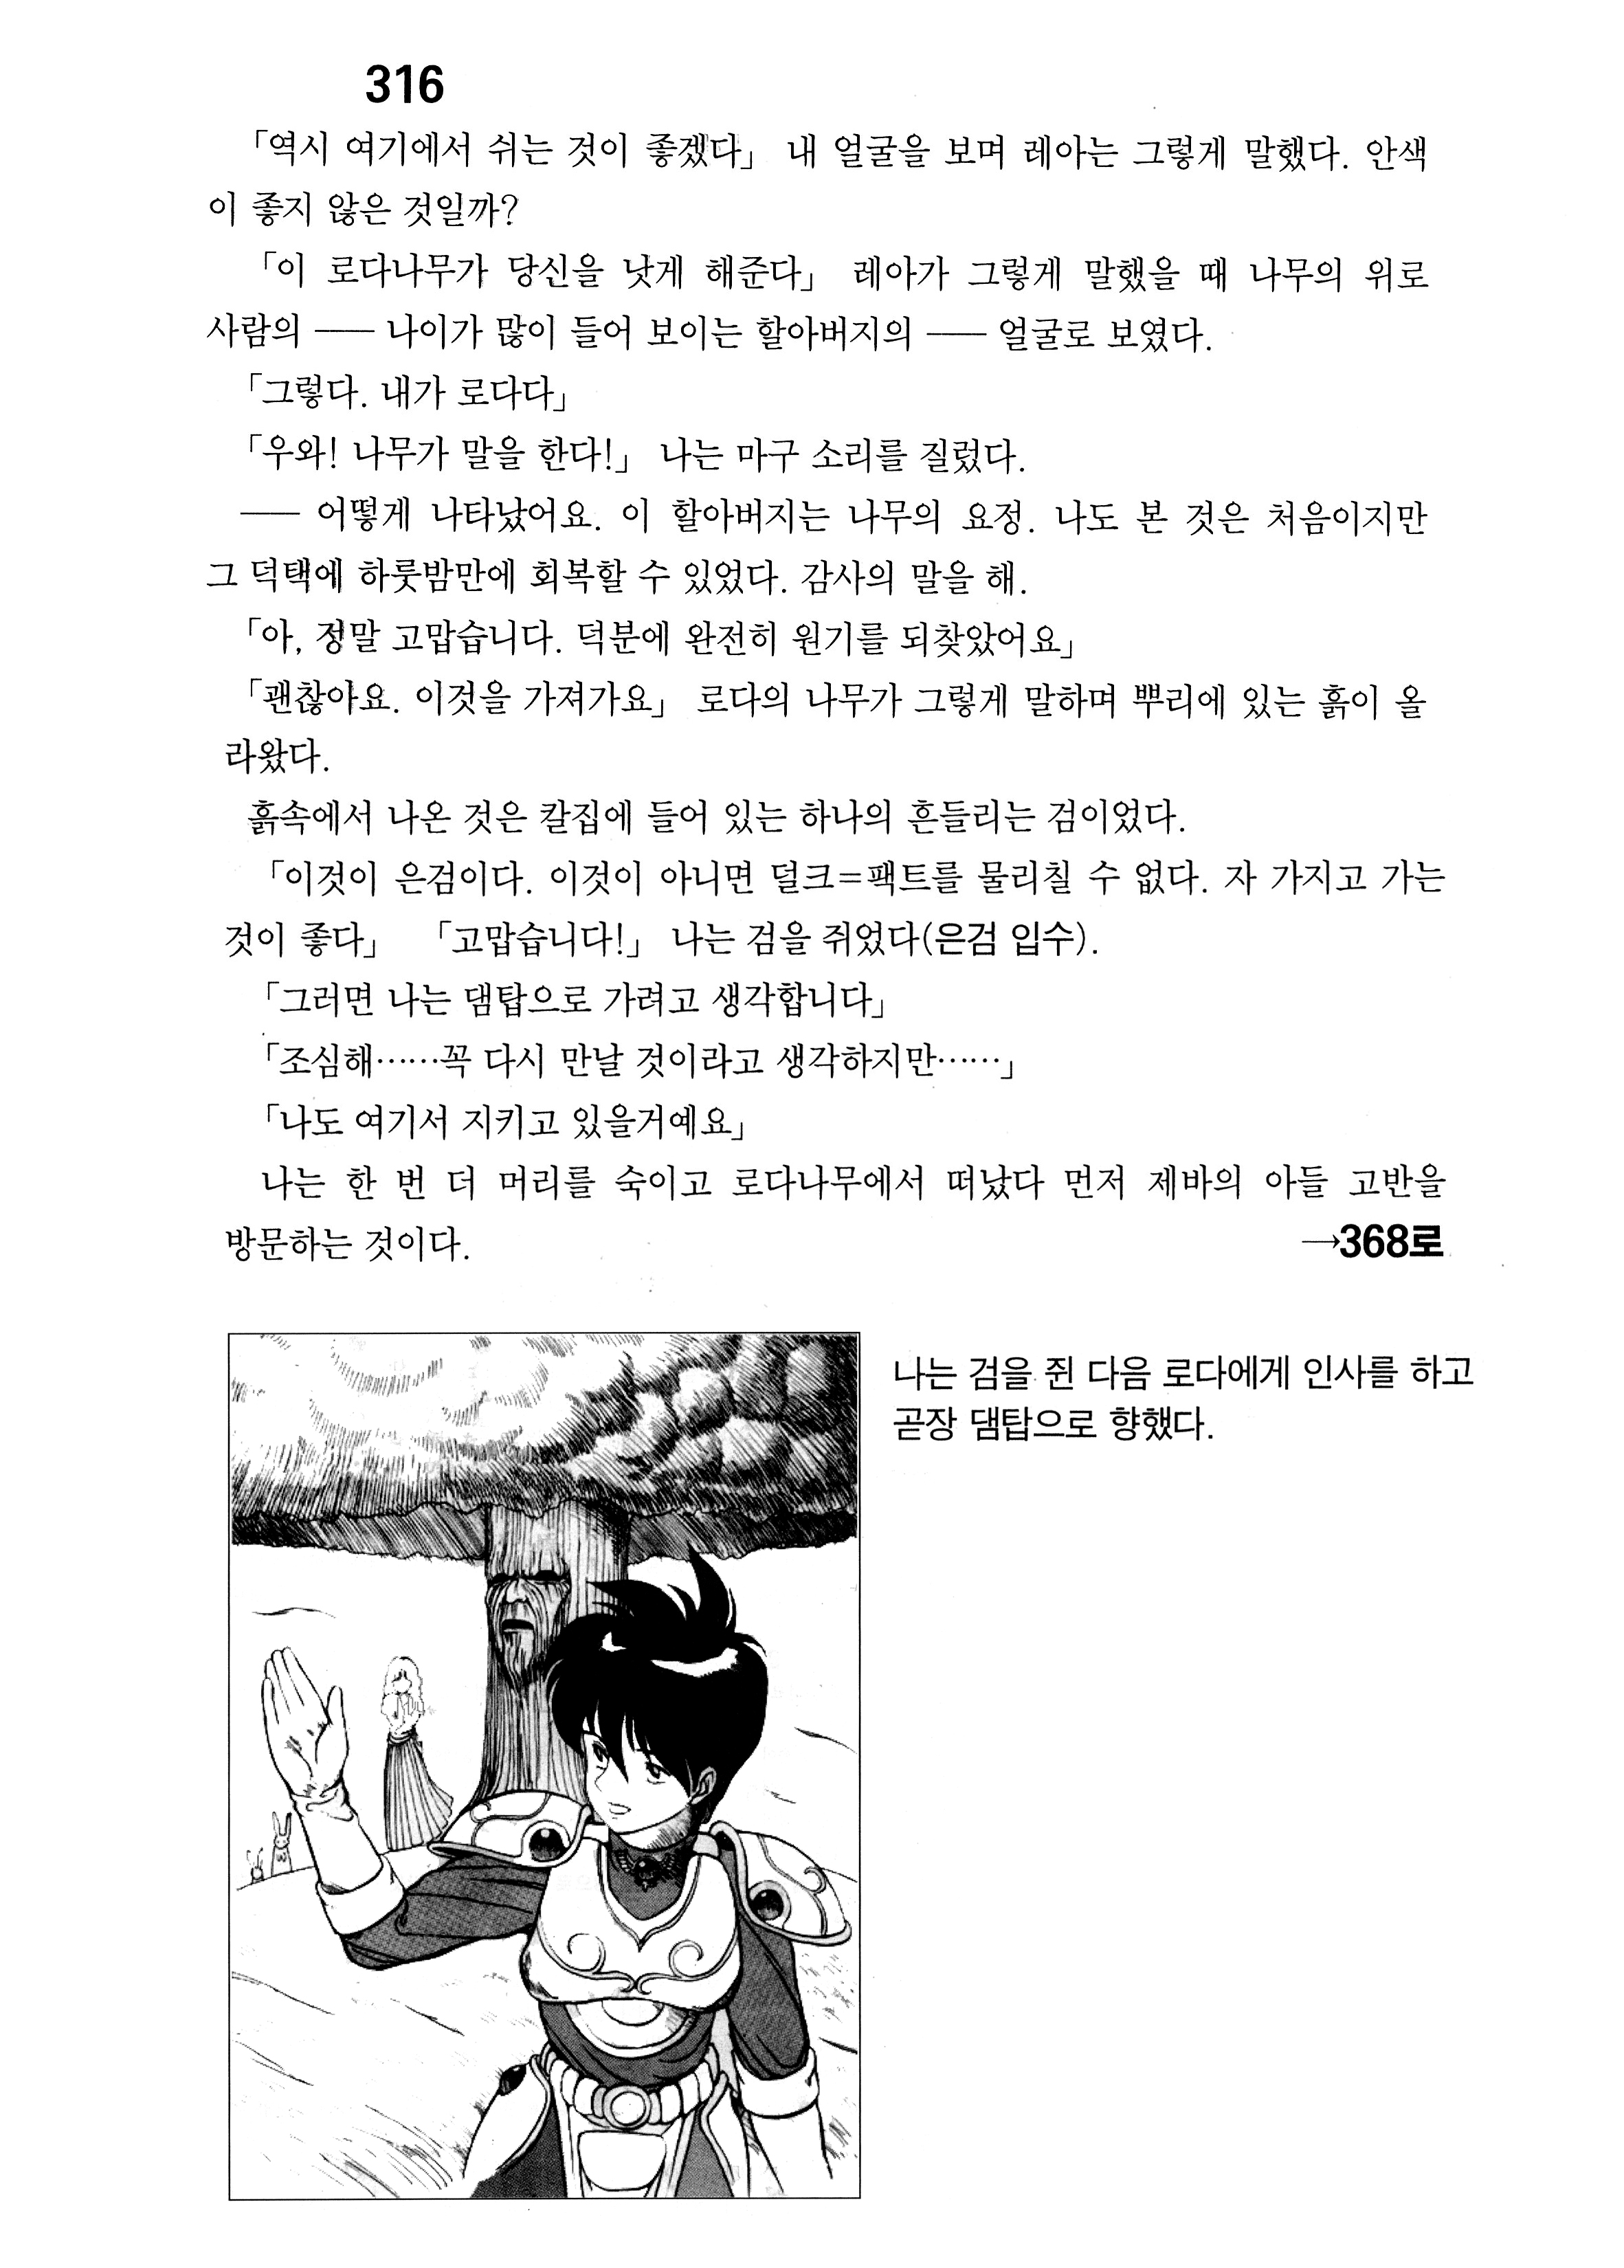 316
「역시 여기에서 쉬는 것이 좋겠다」 내 얼굴을 보며 레아는 그렇게 말했다. 안색
이 좋지 않은 것일까?
「이 로다나무가 당신을 낫게 해준다」 레아가 그렇게 말했을 때 나무의 위로
사람의 ── 나이가 많이 들어 보이는 할아버지의 ── 얼굴로 보였다.
「그렇다. 내가 로다다」
「우와! 나무가 말을 한다!」 나는 마구 소리를 질렀다.
── 어떻게 나타났어요. 이 할아버지는 나무의 요정. 나도 본 것은 처음이지만
그 덕택에 하룻밤만에 회복할 수 있었다. 감사의 말을 해.
「아, 정말 고맙습니다. 덕분에 완전히 원기를 되찾았어요」
「괜찮아요. 이것을 가져가요」 로다의 나무가 그렇게 말하며 뿌리에 있는 흙이 올
라왔다.
흙속에서 나온 것은 칼집에 들어 있는 하나의 흔들리는 검이었다.
「이것이 은검이다. 이것이 아니면 덜크=팩트를 물리칠 수 없다. 자 가지고 가는
것이 좋다」 「고맙습니다!」 나는 검을 쥐었다(은검 입수).
「그러면 나는 댐탑으로 가려고 생각합니다」
「조심해……꼭 다시 만날 것이라고 생각하지만……」
「나도 여기서 지키고 있을거예요」
나는 한 번 더 머리를 숙이고 로다나무에서 떠났다 먼저 제바의 아들 고반을
방문하는 것이다. →368로
나는 검을 쥔 다음 로다에게 인사를 하고
곧장 댐탑으로 향했다.